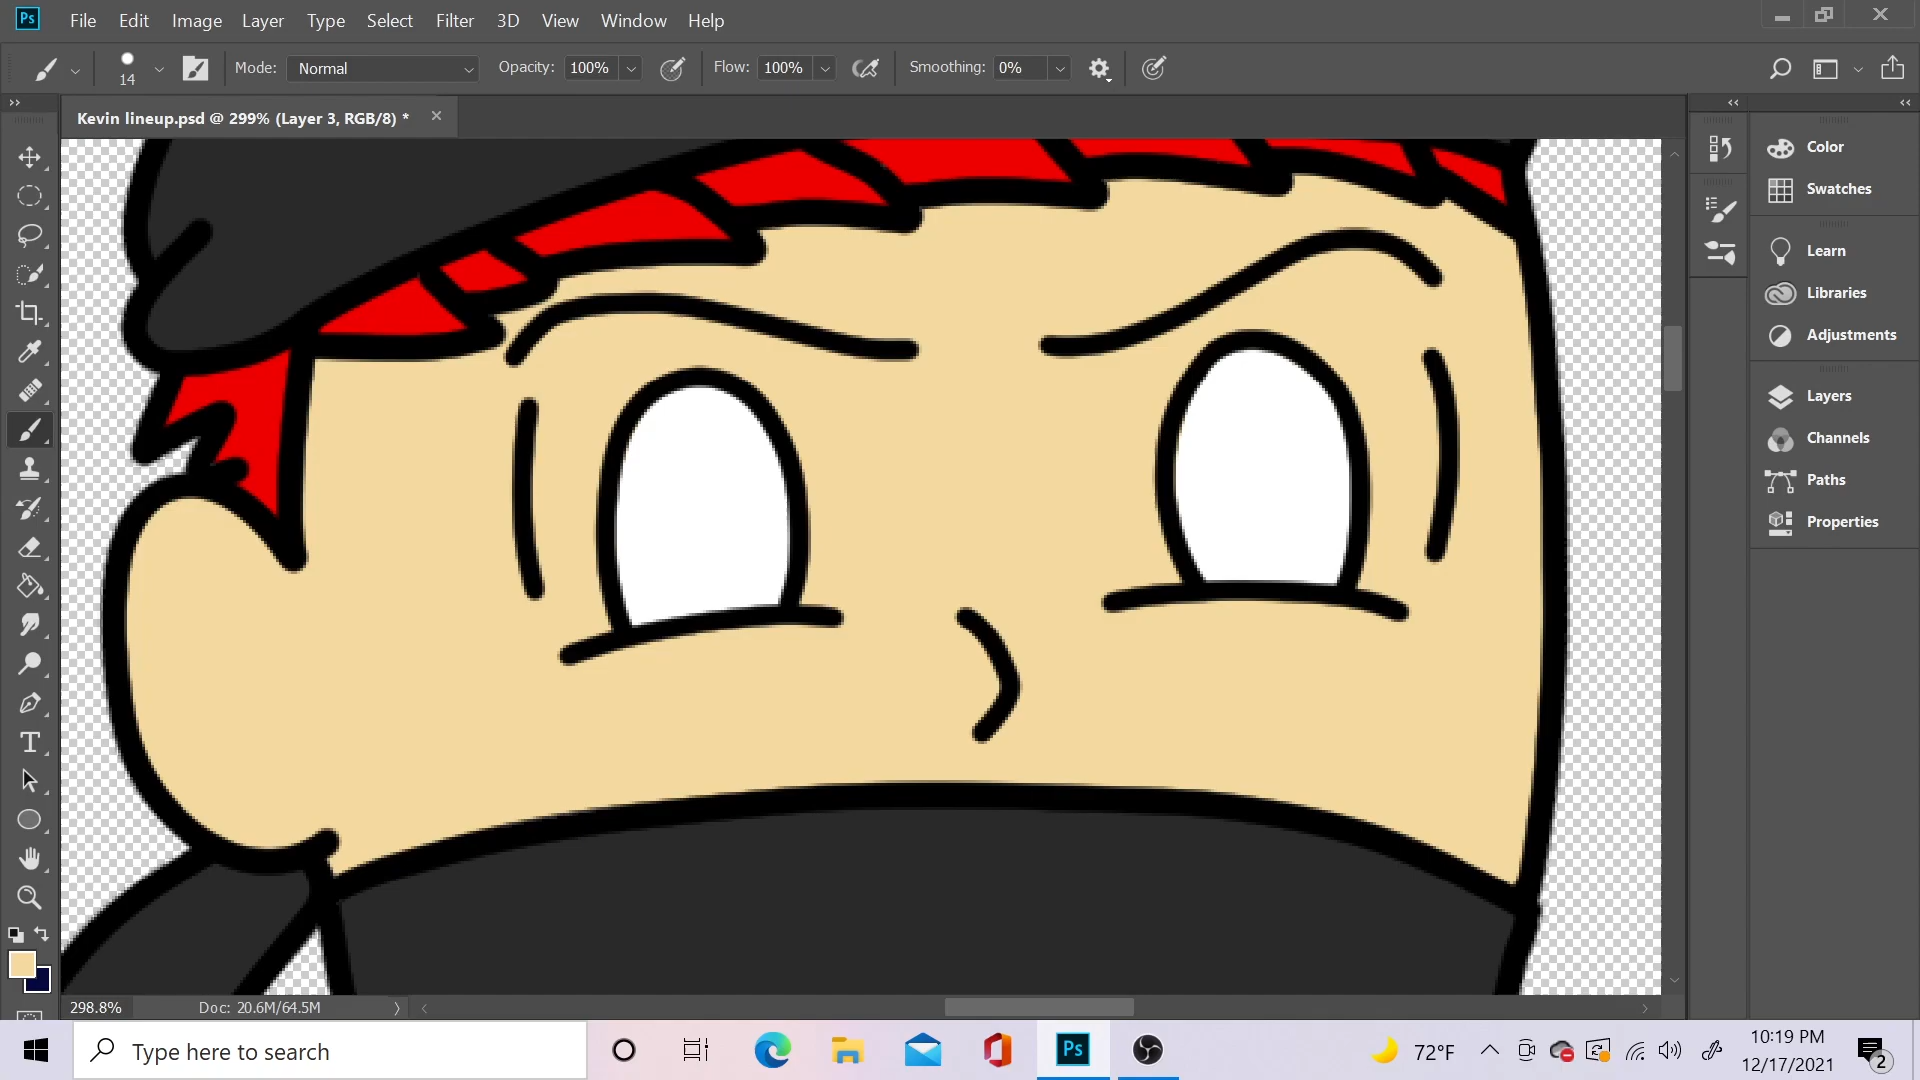 Ps File Edit Image Layer Type Select Filter 3D View Window Help
14 Mode: Normal Opacity: 100% Flow: 100% Smoothing: 0%
Kevin lineup.psd @ 299% (Layer 3, RGB/8) *
Color
Swatches
Learn
Libraries
Adjustments
Layers
Channels
Paths
Properties
298.8% Doc: 20.6M/64.5M
Type here to search
Ps
72°F
10:19 PM
12/17/2021
2